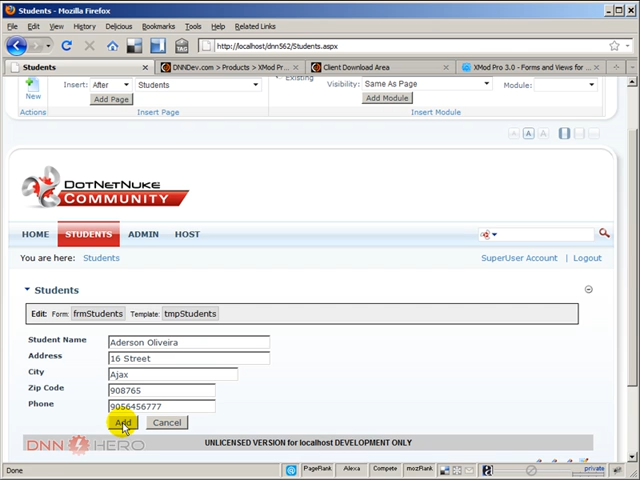 Students - Mozilla Firefox
File Edit View History Delicious Bookmarks Tools Help Related Links
http://localhost/dnn562/Students.aspx
Students
DNNDev.com > Products > XMod Pr...
Client Download Area
XMod Pro 3.0 - Forms and Views for ...
New
Insert: After Students
Add Page
Existing
Visibility: Same As Page
Module:
Add Module
Actions
Insert Page
Insert Module
A A
DOTNETNUKE
COMMUNITY
HOME STUDENTS ADMIN HOST
You are here: Students
SuperUser Account | Logout
Students
Edit: Form: frmStudents Template: tmpStudents
Student Name Aderson Oliveira
Address 16 Street
City Ajax
Zip Code 908765
Phone 9056456777
Add Cancel
DNN HERO
UNLICENSED VERSION for localhost DEVELOPMENT ONLY
Done
PageRank Alexa Compete mozRank
private